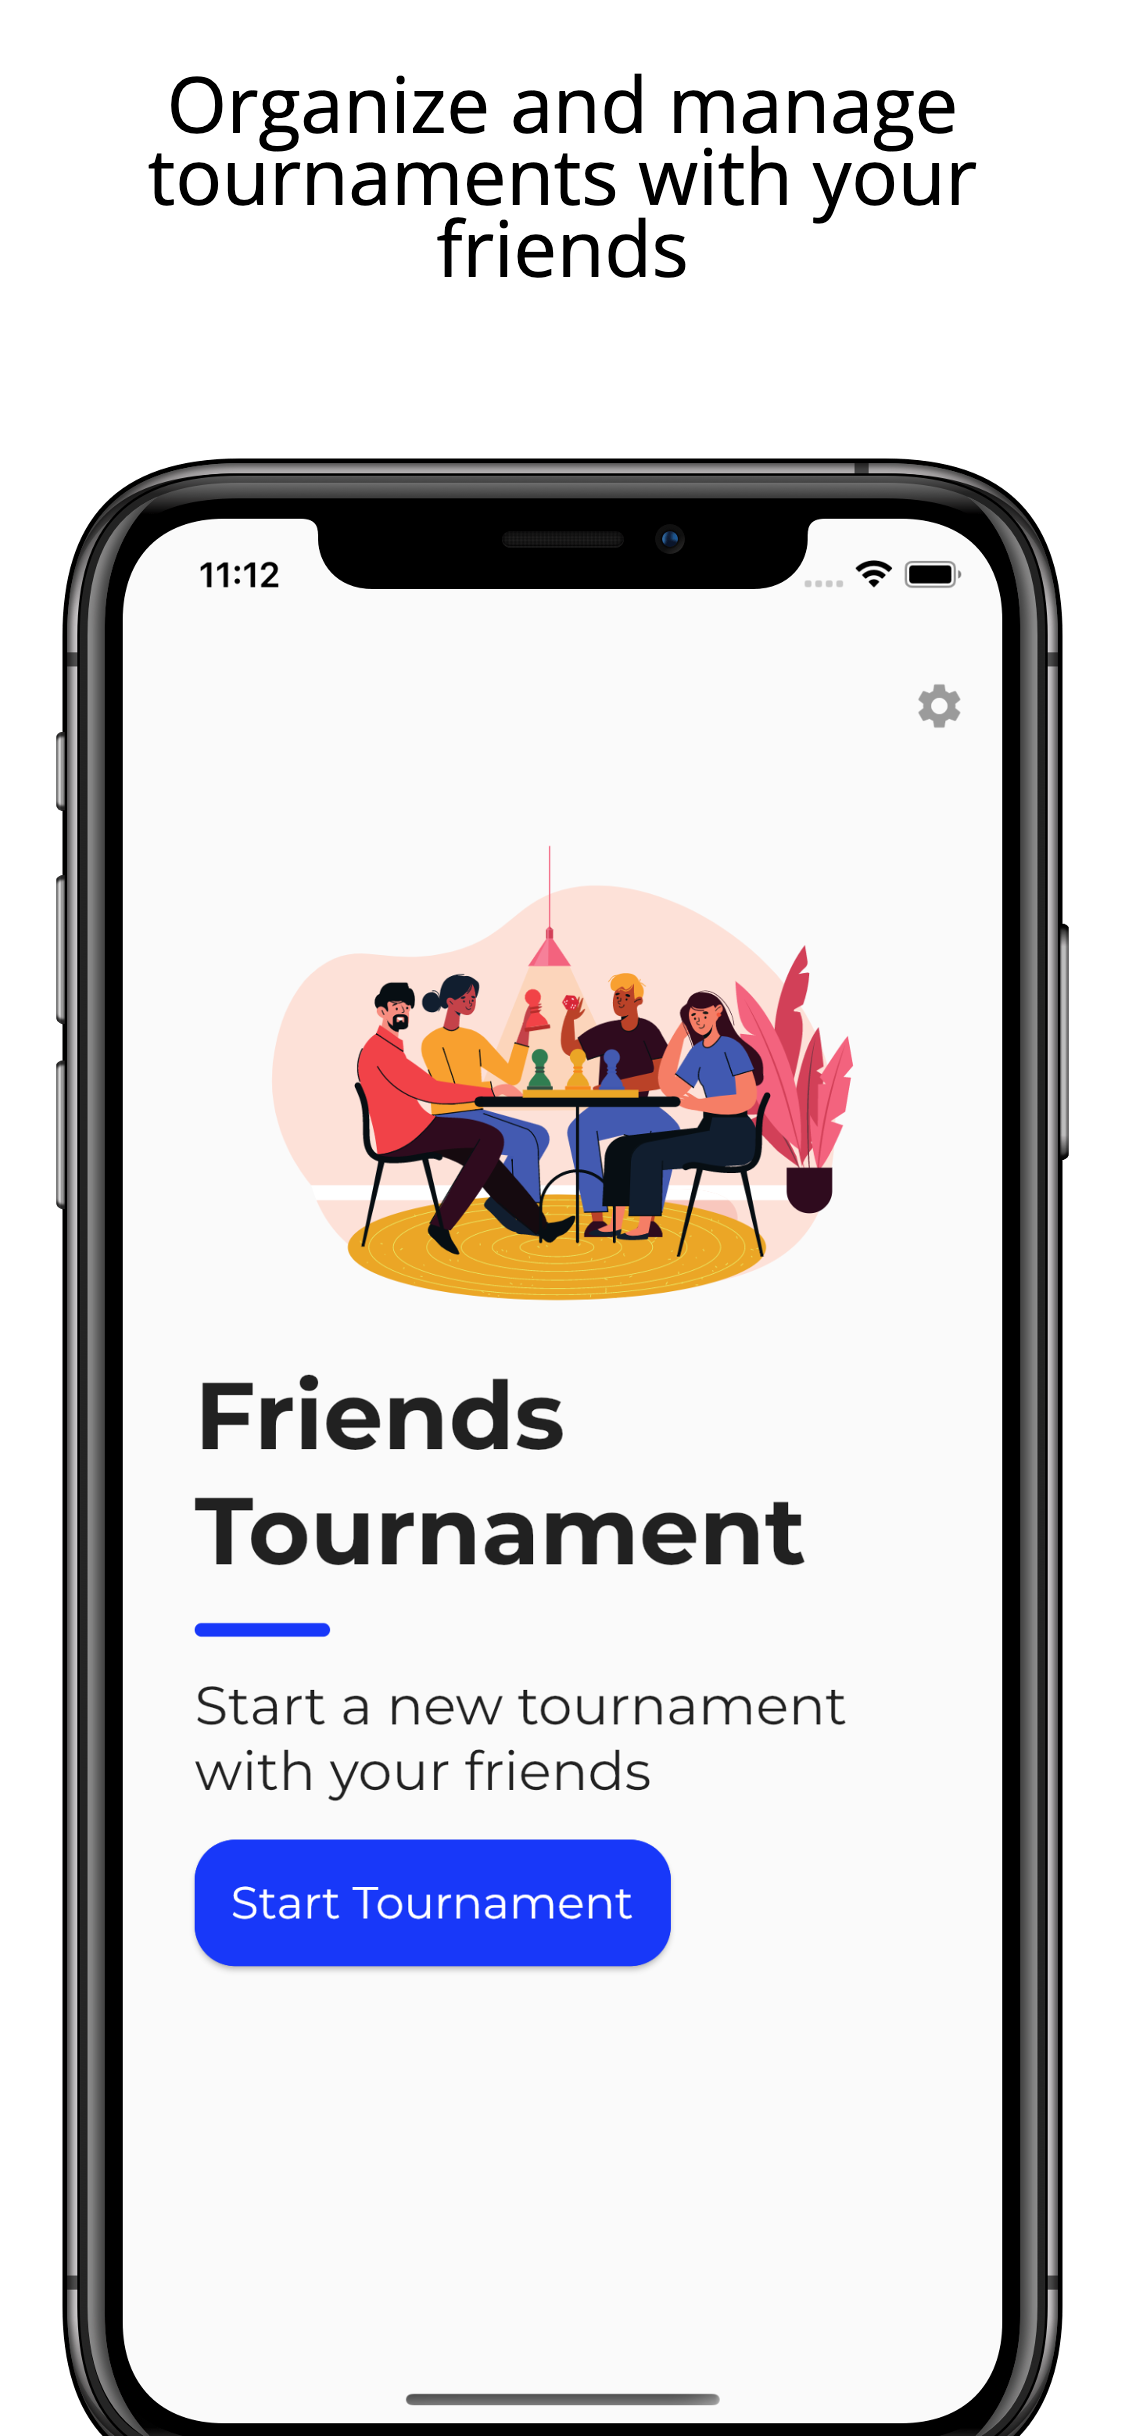 Organize and manage
tournaments with your
friends
11:12
Friends
Tournament
Start a new tournament
with your friends
Start Tournament